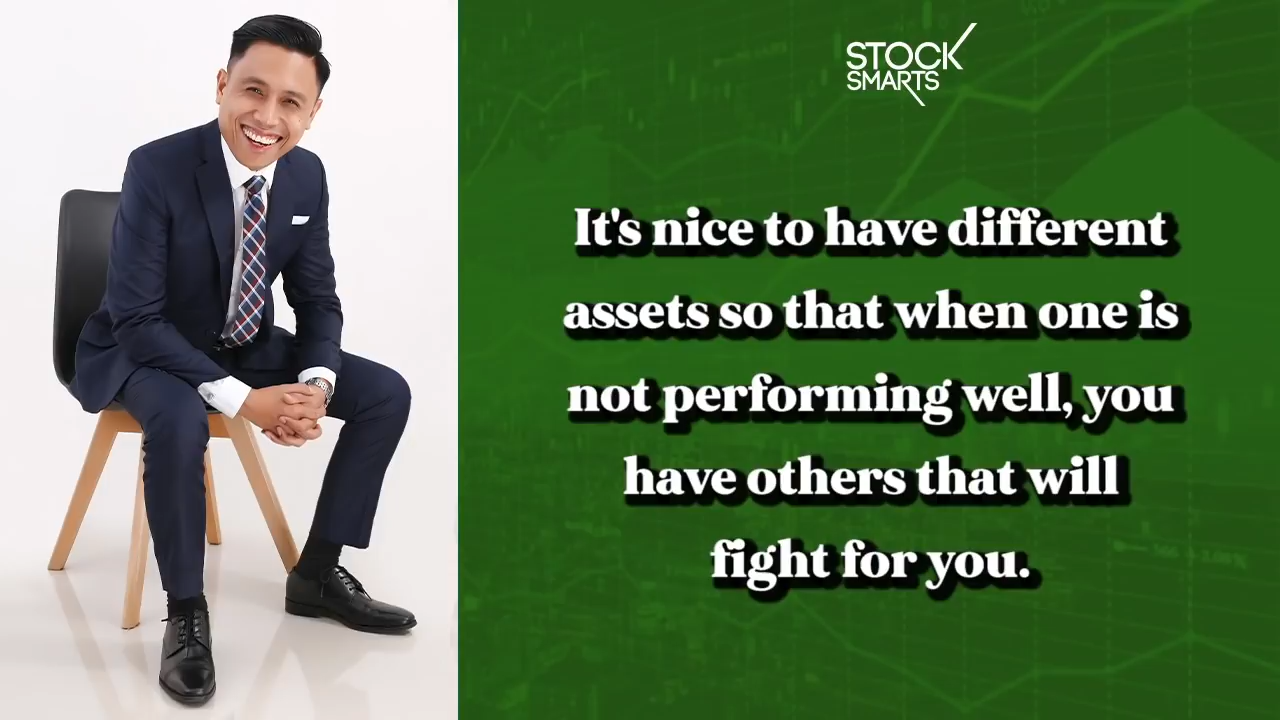 STOCK
SMARTS
It's nice to have different
assets so that when one is
not performing well, you
have others that will
fight for you.